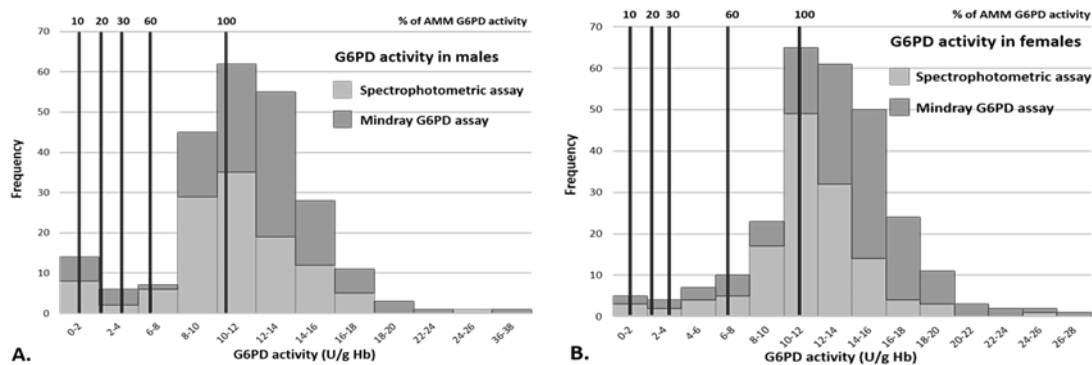 10 20 30 60 100 % of AMM G6PD activity
70
60
50
40
30
20
10
0
Frequency
G6PD activity in males
Spectrophotometric assay
Mindray G6PD assay
0-2 2-4 6-8 8-10 10-12 12-14 14-16 16-18 18-20 22-24 24-26 36-38
G6PD activity (U/g Hb)
A.
10 20 30 60 100 % of AMM G6PD activity
70
60
50
40
30
20
10
0
Frequency
G6PD activity in females
Spectrophotometric assay
Mindray G6PD assay
0-2 2-4 4-6 6-8 8-10 10-12 12-14 14-16 16-18 18-20 20-22 22-24 24-26 26-28
G6PD activity (U/g Hb)
B.